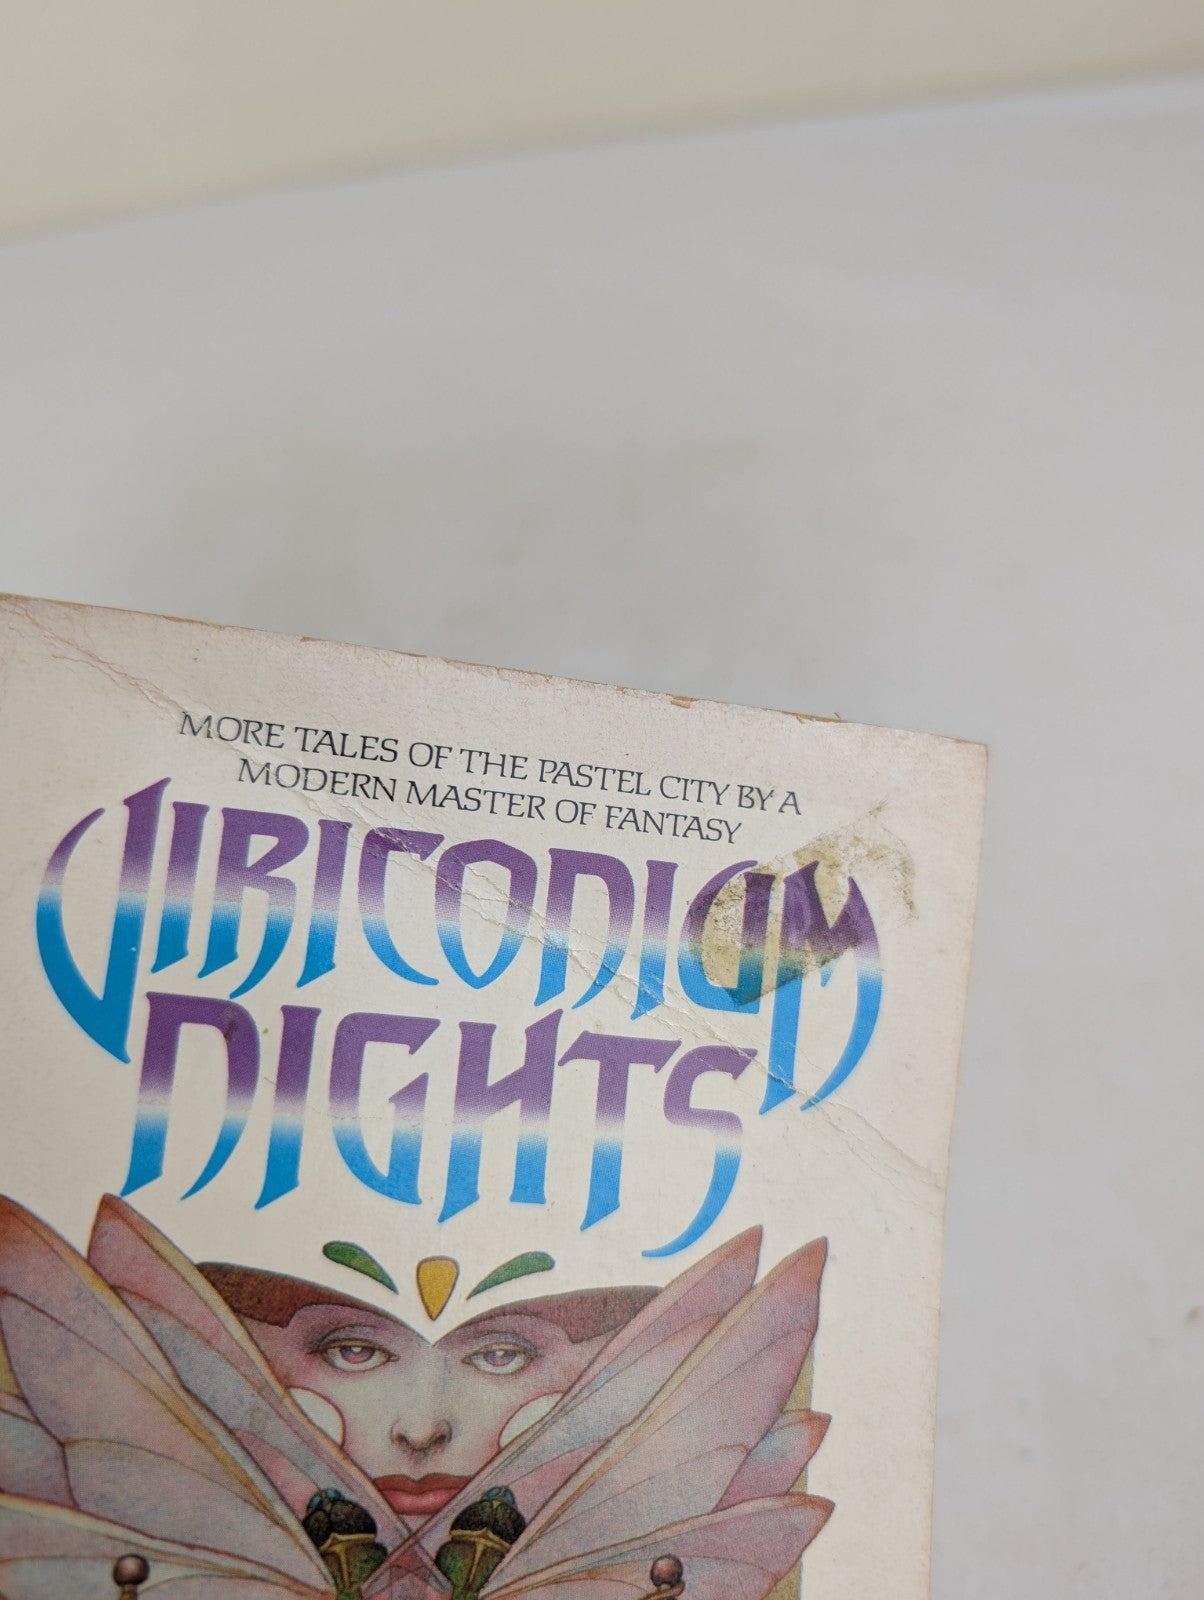 MORE TALES OF THE PASTEL CITY BY A
MODERN MASTER OF FANTASY
VIRICONIUM
NIGHTS